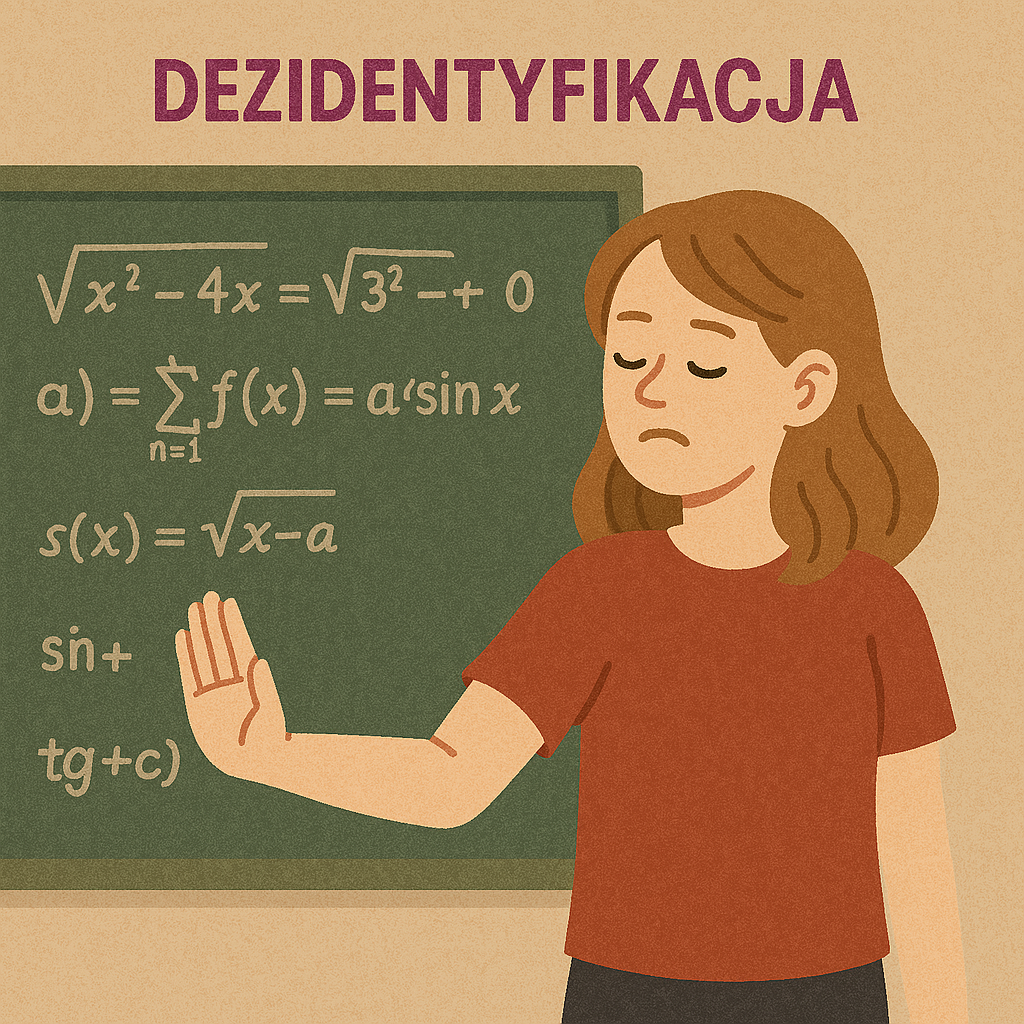 DEZIDENTYFIKACJA
√x² − 4x = √3² −+ 0
a) = ∑ f(x) = a'sin x
n=1
s(x) = √x−a
sin+
tg+c)